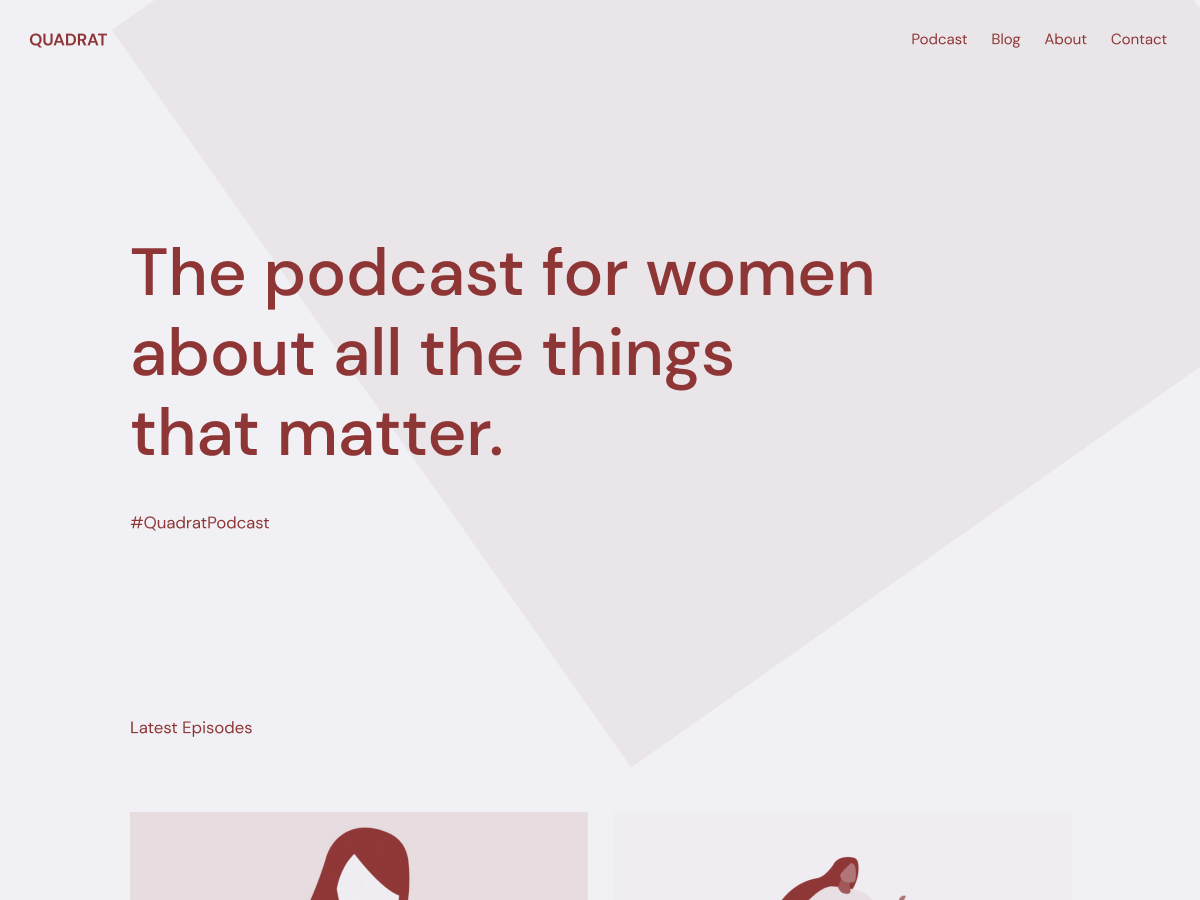 QUADRAT
Podcast Blog About Contact
The podcast for women
about all the things
that matter.
#QuadratPodcast
Latest Episodes